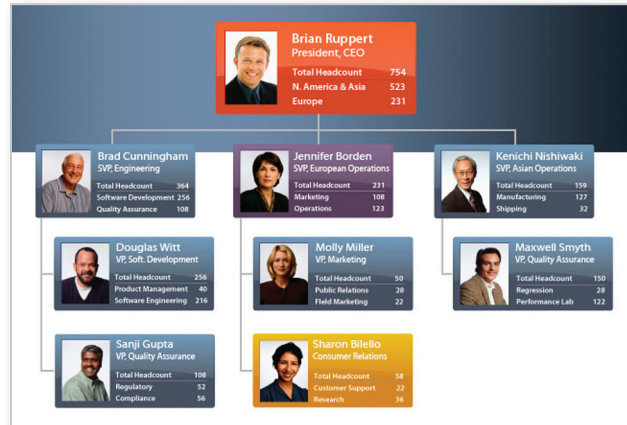 Brian Ruppert
President, CEO
Total Headcount 754
N. America & Asia 523
Europe 231
Brad Cunningham
SVP, Engineering
Total Headcount 364
Software Development 256
Quality Assurance 108
Jennifer Borden
SVP, European Operations
Total Headcount 231
Marketing 108
Operations 123
Kenichi Nishiwaki
SVP, Asian Operations
Total Headcount 159
Manufacturing 127
Shipping 32
Douglas Witt
VP, Soft. Development
Total Headcount 256
Product Management 40
Software Engineering 216
Molly Miller
VP, Marketing
Total Headcount 50
Public Relations 28
Field Marketing 22
Maxwell Smyth
VP, Quality Assurance
Total Headcount 150
Regression 28
Performance Lab 122
Sanji Gupta
VP, Quality Assurance
Total Headcount 108
Regulatory 52
Compliance 56
Sharon Bilello
Consumer Relations
Total Headcount 58
Customer Support 22
Research 36